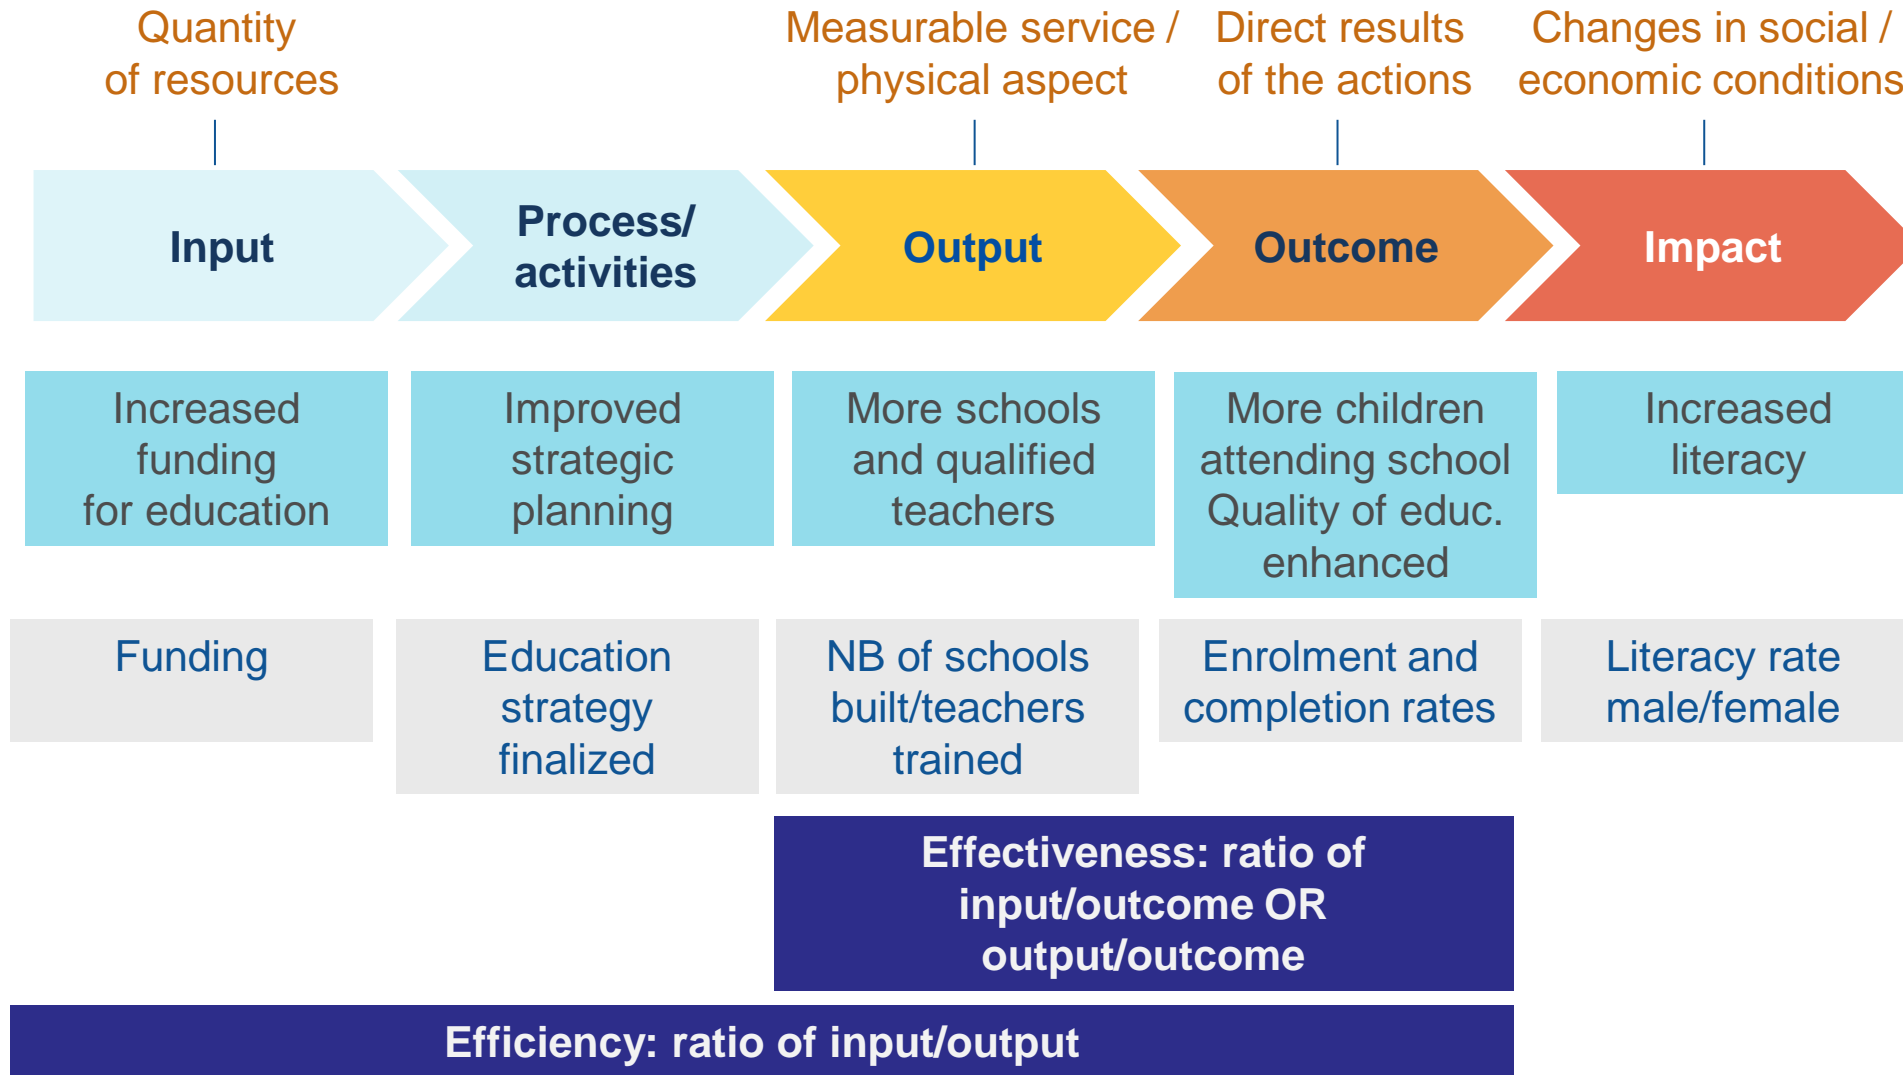 Quantity
of resources
Measurable service /
physical aspect
Direct results
of the actions
Changes in social /
economic conditions
Input
Process/
activities
Output
Outcome
Impact
Increased
funding
for education
Improved
strategic
planning
More schools
and qualified
teachers
More children
attending school
Quality of educ.
enhanced
Increased
literacy
Funding
Education
strategy
finalized
NB of schools
built/teachers
trained
Enrolment and
completion rates
Literacy rate
male/female
Effectiveness: ratio of
input/outcome OR
output/outcome
Efficiency: ratio of input/output